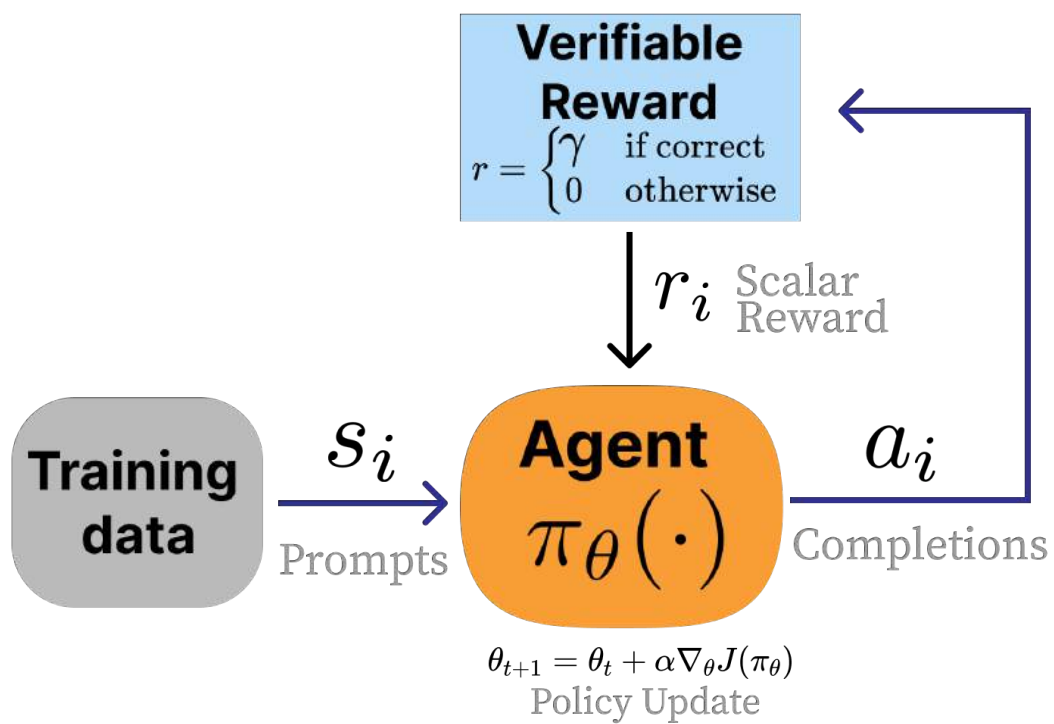 Verifiable
Reward
r = { γ if correct
0 otherwise
r_i Scalar
Reward
Training
data
s_i
Prompts
Agent
π_θ(·)
a_i
Completions
θ_{t+1} = θ_t + α∇_θ J(π_θ)
Policy Update